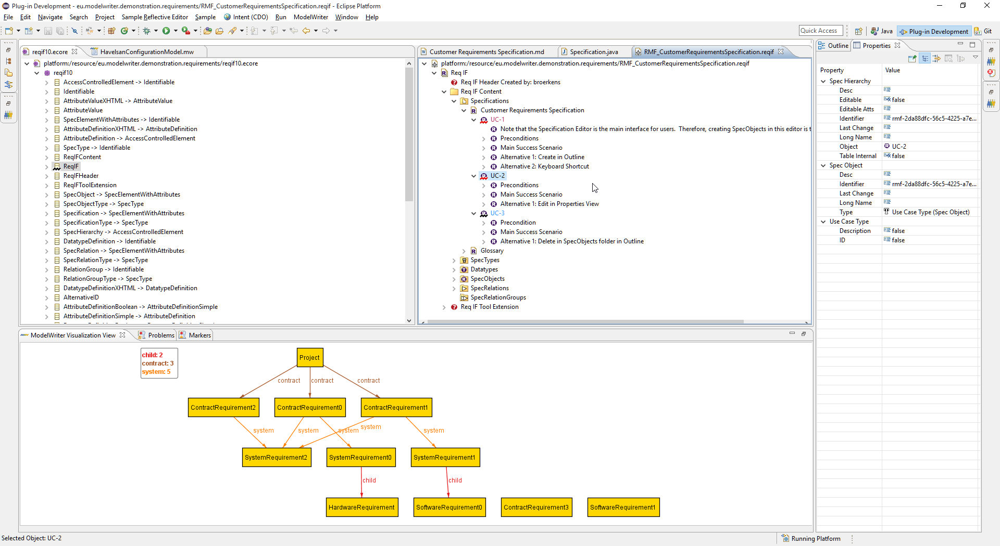 Plug-in Development - eu.modelwriter.demonstration.requirements/RMF_CustomerRequirementsSpecification.reqif - Eclipse Platform
File Edit Navigate Search Project Sample Reflective Editor Sample Intent (CDO) Run ModelWriter Window Help
Quick Access
Java
Plug-in Development
Git
reqif10.ecore
HavelsanConfigurationModel.mw
platform:/resource/eu.modelwriter.demonstration.requirements/reqif10.ecore
reqif10
AccessControlledElement -> Identifiable
Identifiable
AttributeValueXHTML -> AttributeValue
AttributeValue
SpecElementWithAttributes -> Identifiable
AttributeDefinitionXHTML -> AttributeDefinition
AttributeDefinition -> AccessControlledElement
SpecType -> Identifiable
ReqIFContent
ReqIF
ReqIFHeader
ReqIFToolExtension
SpecObject -> SpecElementWithAttributes
SpecObjectType -> SpecType
Specification -> SpecElementWithAttributes
SpecificationType -> SpecType
SpecHierarchy -> AccessControlledElement
DatatypeDefinition -> Identifiable
SpecRelation -> SpecElementWithAttributes
SpecRelationType -> SpecType
RelationGroup -> Identifiable
RelationGroupType -> SpecType
DatatypeDefinitionXHTML -> DatatypeDefinition
AlternativeID
AttributeDefinitionBoolean -> AttributeDefinitionSimple
AttributeDefinitionSimple -> AttributeDefinition
Customer Requirements Specification.md
Specification.java
RMF_CustomerRequirementsSpecification.reqif
platform:/resource/eu.modelwriter.demonstration.requirements/RMF_CustomerRequirementsSpecification.reqif
Req IF
Req IF Header Created by: broerkens
Req IF Content
Specifications
Customer Requirements Specification
UC-1
Note that the Specification Editor is the main interface for users.  Therefore, creating SpecObjects in this editor is t
Preconditions
Main Success Scenario
Alternative 1: Create in Outline
Alternative 2: Keyboard Shortcut
UC-2
Preconditions
Main Success Scenario
Alternative 1: Edit in Properties View
UC-3
Precondition
Main Success Scenario
Alternative 1: Delete in SpecObjects folder in Outline
Glossary
SpecTypes
Datatypes
SpecObjects
SpecRelations
SpecRelationGroups
Req IF Tool Extension
Outline
Properties
Property Value
Spec Hierarchy
Desc
Editable false
Editable Atts
Identifier rmf-2da88dfc-56c5-4225-a7e...
Last Change
Long Name
Object UC-2
Table Internal false
Spec Object
Desc
Identifier rmf-2da88dfc-56c5-4225-a7e...
Last Change
Long Name
Type Use Case Type (Spec Object)
Use Case Type
Description false
ID false
ModelWriter Visualization View
Problems
Markers
child: 2
contract: 3
system: 5
Project
contract contract contract
ContractRequirement2 ContractRequirement0 ContractRequirement1
system system system system system
SystemRequirement2 SystemRequirement0 SystemRequirement1
child child
HardwareRequirement SoftwareRequirement0 ContractRequirement3 SoftwareRequirement1
Selected Object: UC-2
Running Platform